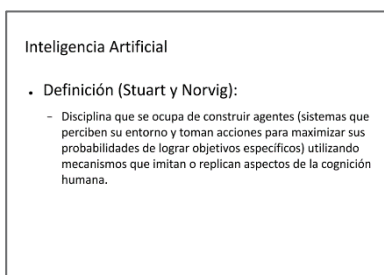 Inteligencia Artificial
• Definición (Stuart y Norvig):
– Disciplina que se ocupa de construir agentes (sistemas que
perciben su entorno y toman acciones para maximizar sus
probabilidades de lograr objetivos específicos) utilizando
mecanismos que imitan o replican aspectos de la cognición
humana.